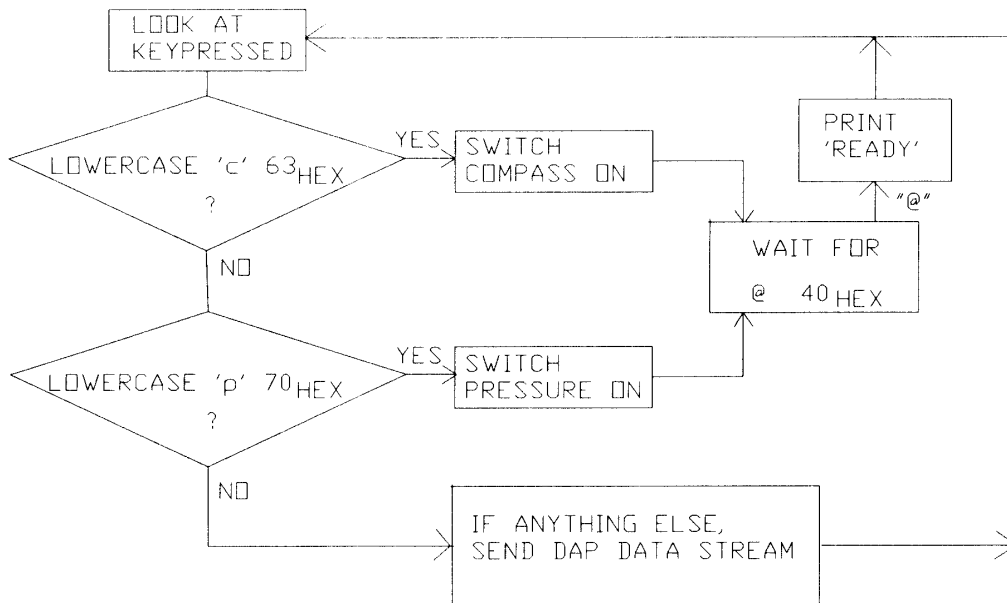 LOOK AT
KEYPRESSED
LOWERCASE 'c' 63HEX
?
YES
SWITCH
COMPASS ON
PRINT
'READY'
"@"
WAIT FOR
@ 40HEX
NO
LOWERCASE 'p' 70HEX
?
YES
SWITCH
PRESSURE ON
NO
IF ANYTHING ELSE,
SEND DAP DATA STREAM